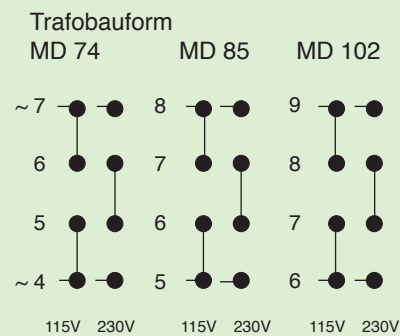 Trafobauform
MD 74 MD 85 MD 102
~ 7 8 9
6 7 8
5 6 7
~ 4 5 6
115V 230V 115V 230V 115V 230V